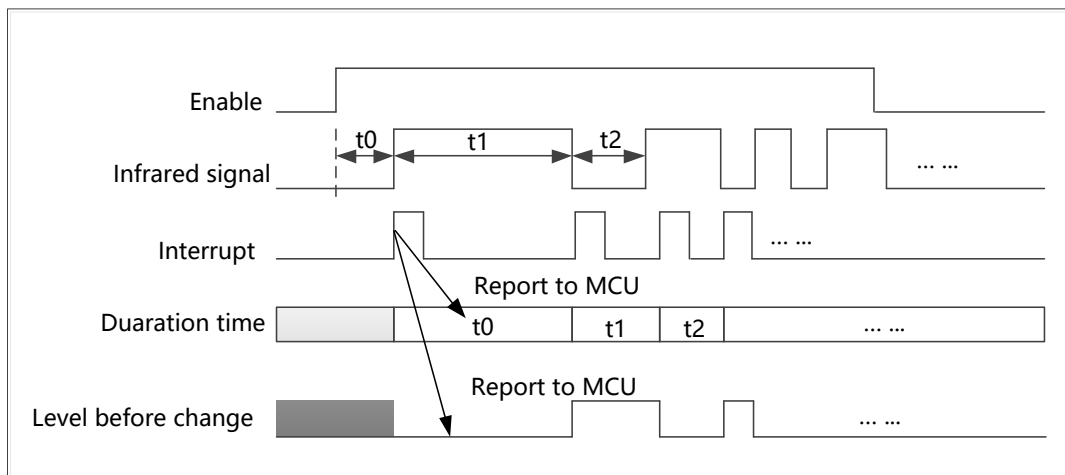 Enable
t0 t1 t2
Infrared signal
... ...
Interrupt
... ...
Report to MCU
Duaration time
t0 t1 t2 ... ...
Report to MCU
Level before change
... ...